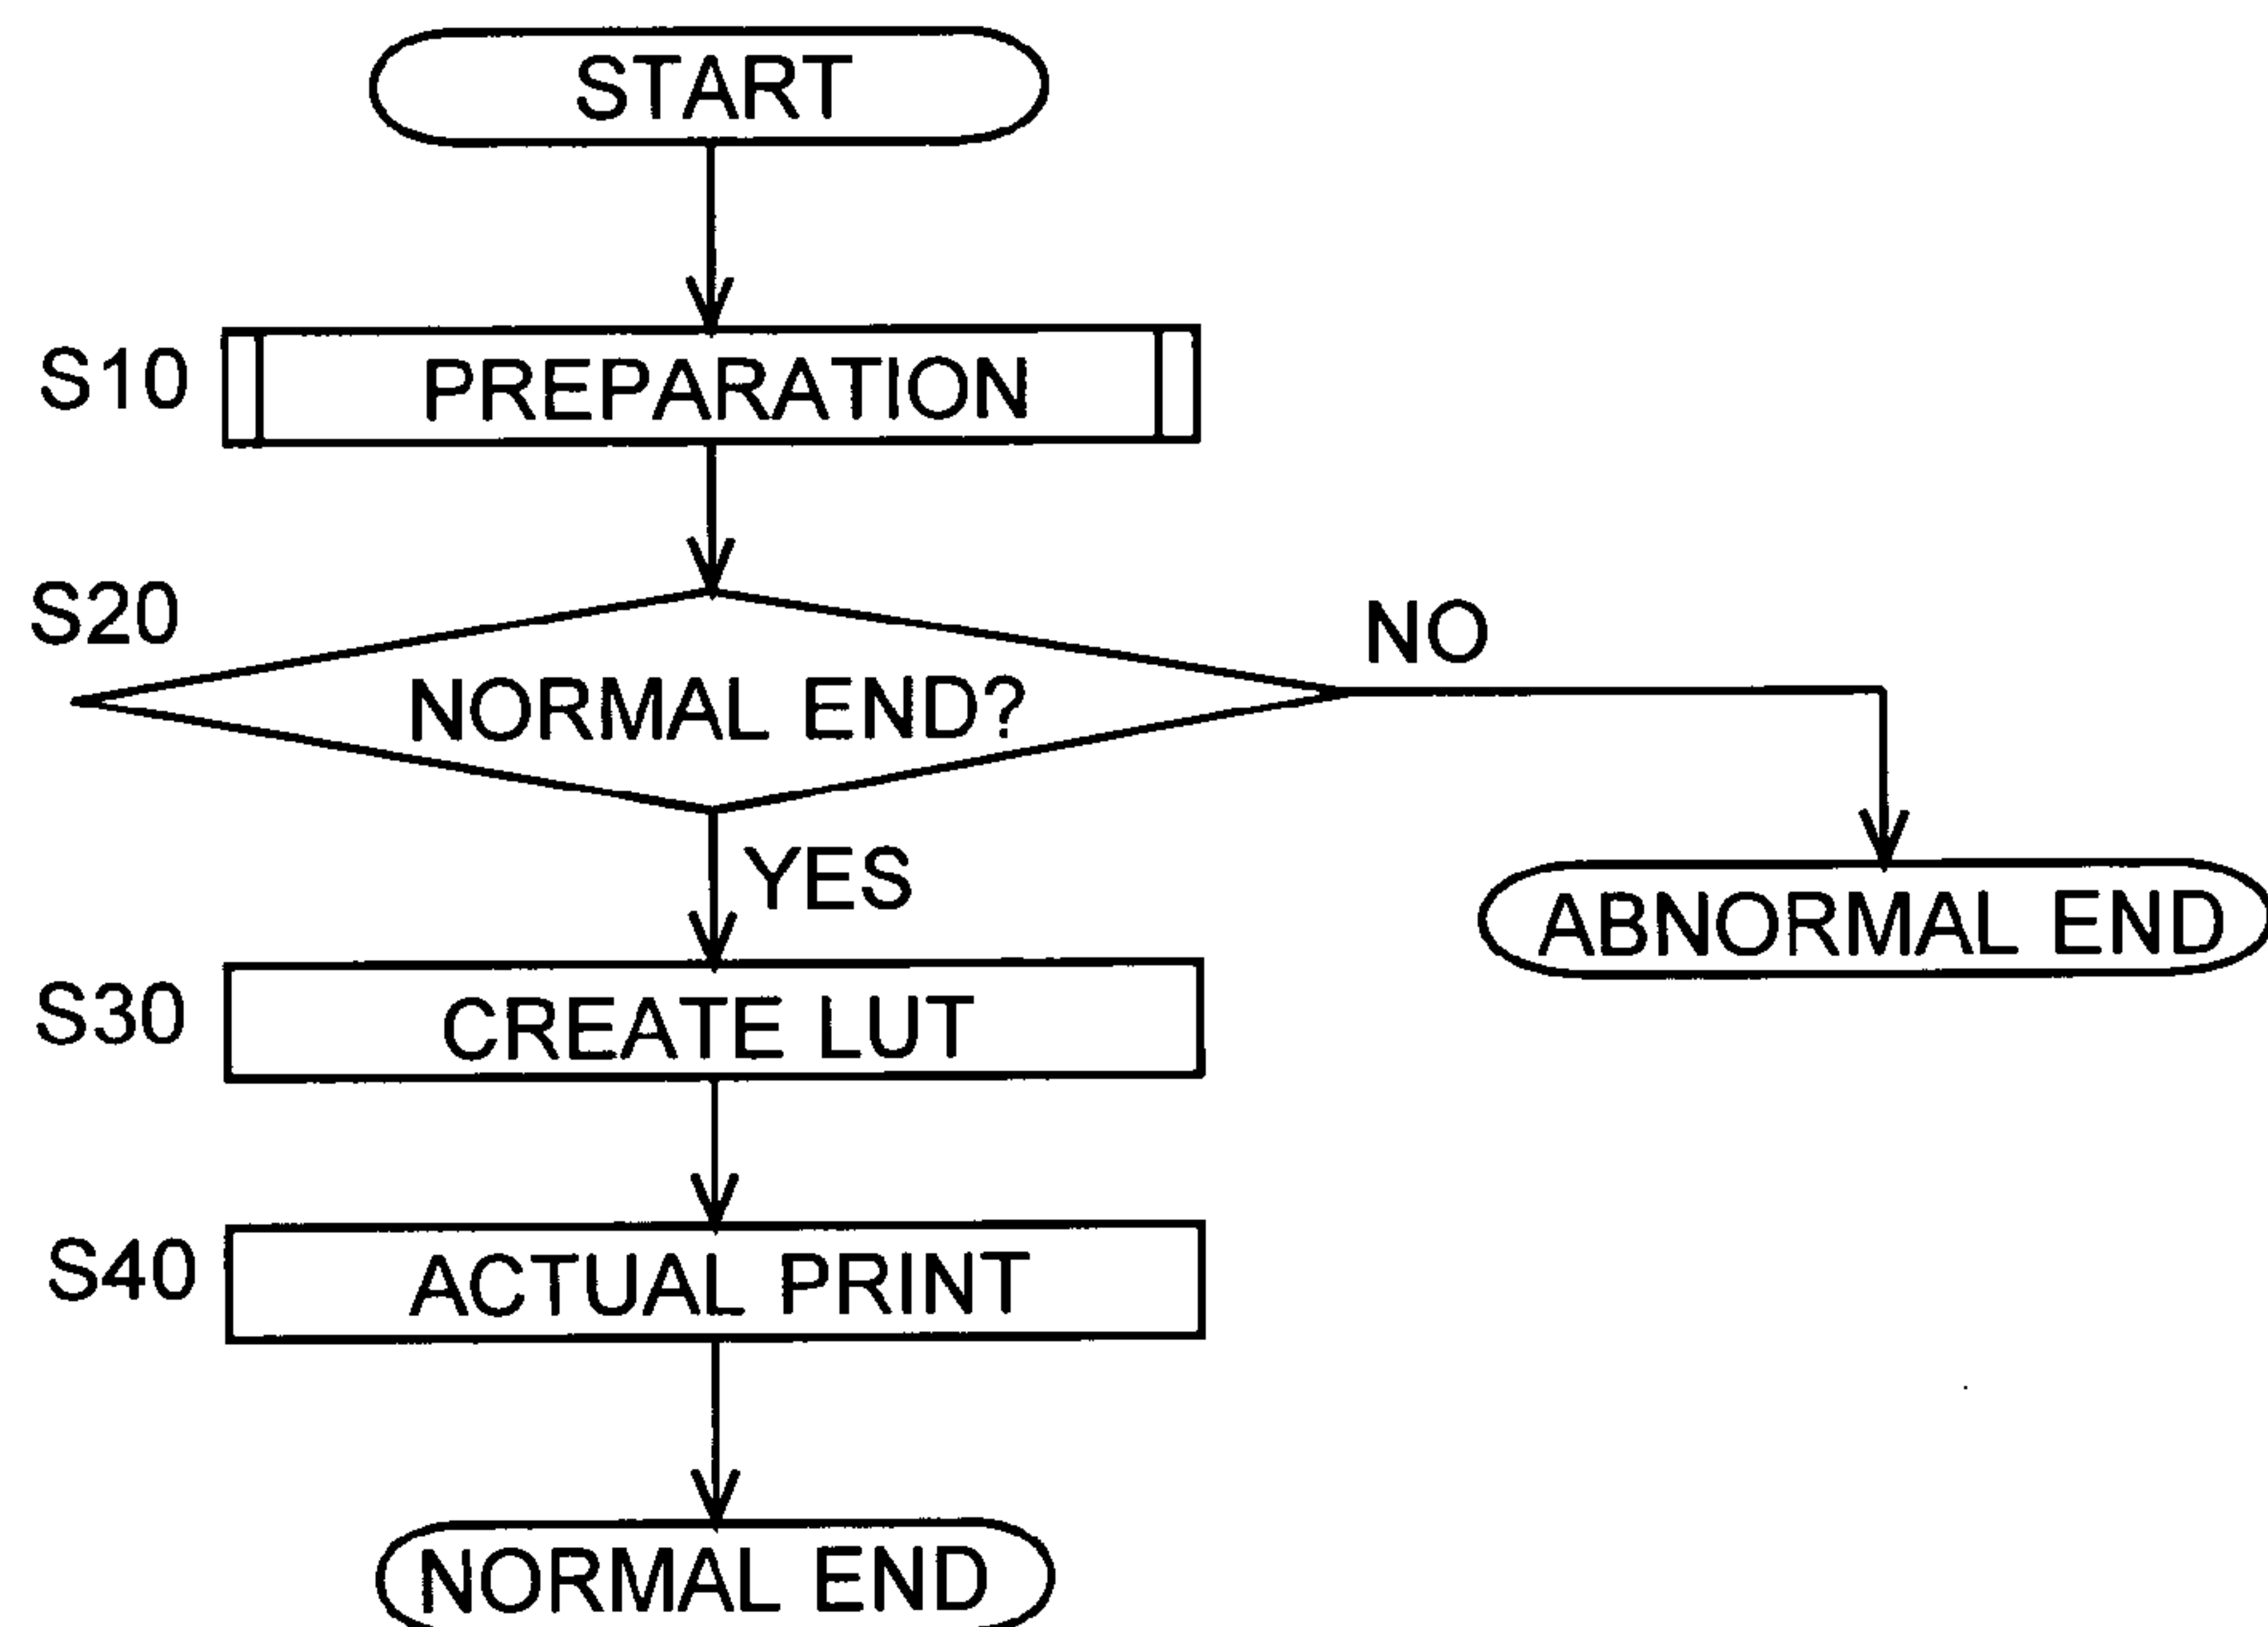 START
S10
PREPARATION
S20
NORMAL END?
NO
YES
ABNORMAL END
S30
CREATE LUT
S40
ACTUAL PRINT
NORMAL END